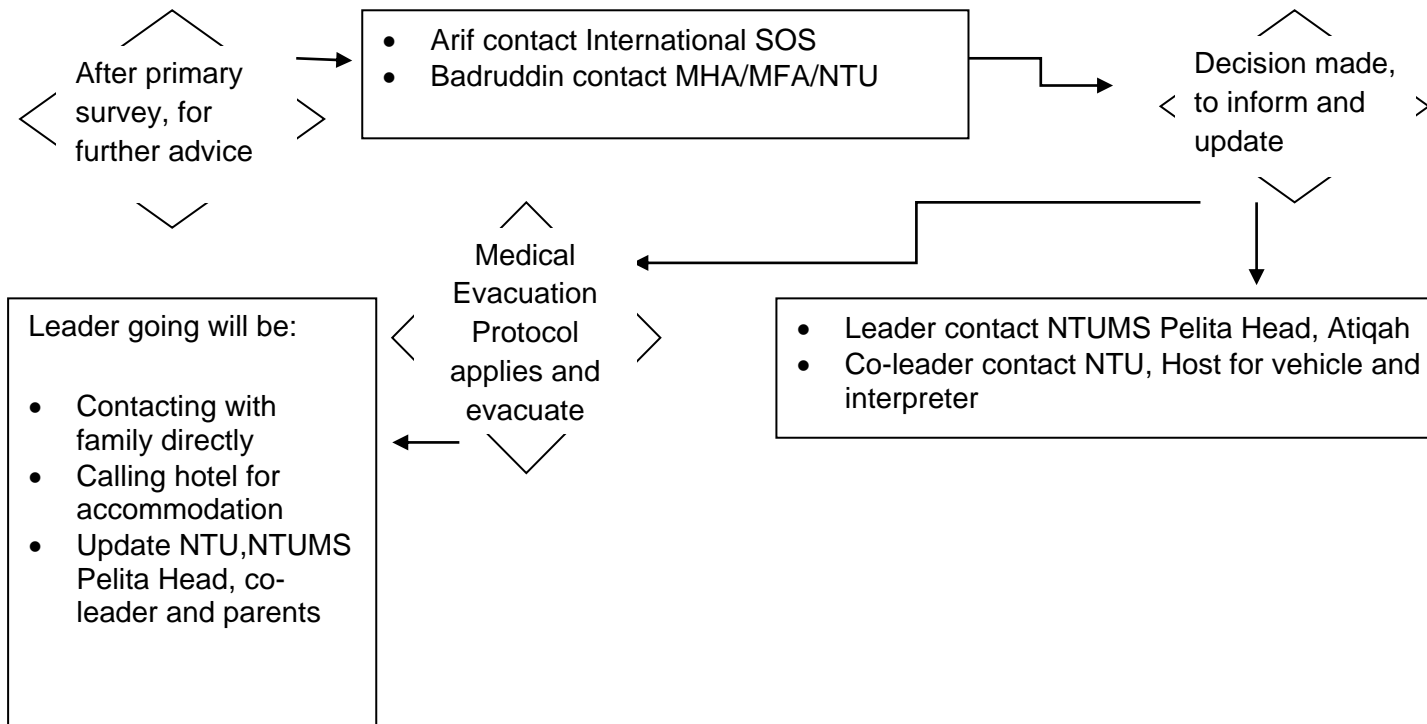 After primary
survey, for
further advice
• Arif contact International SOS
• Badruddin contact MHA/MFA/NTU
Decision made,
to inform and
update
Medical
Evacuation
Protocol
applies and
evacuate
• Leader contact NTUMS Pelita Head, Atiqah
• Co-leader contact NTU, Host for vehicle and
interpreter
Leader going will be:
• Contacting with
family directly
• Calling hotel for
accommodation
• Update NTU,NTUMS
Pelita Head, co-
leader and parents